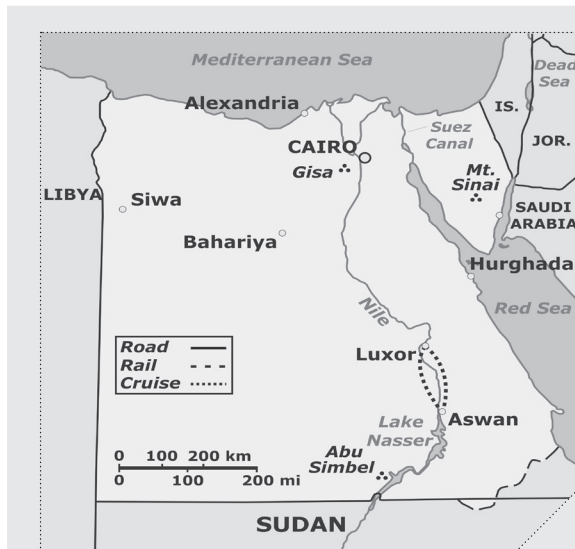 Mediterranean Sea
Dead
Sea
Alexandria
IS.
Suez
Canal
JOR.
CAIRO
Gisa
Mt.
Sinai
LIBYA
Siwa
SAUDI
ARABIA
Bahariya
Hurghada
Nile
Red Sea
Road
Rail
Cruise
Luxor
Lake
Nasser
Aswan
Abu
Simbel
0 100 200 km
0 100 200 mi
SUDAN